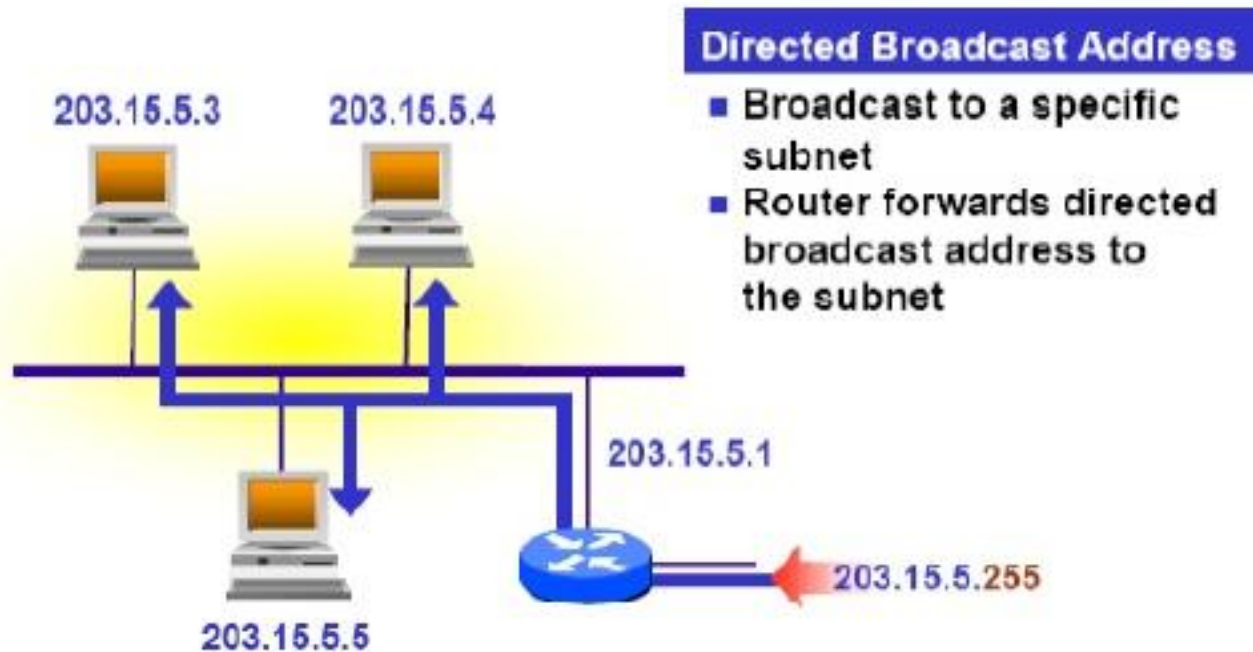 Directed Broadcast Address
■ Broadcast to a specific
subnet
■ Router forwards directed
broadcast address to
the subnet
203.15.5.3
203.15.5.4
203.15.5.1
203.15.5.255
203.15.5.5